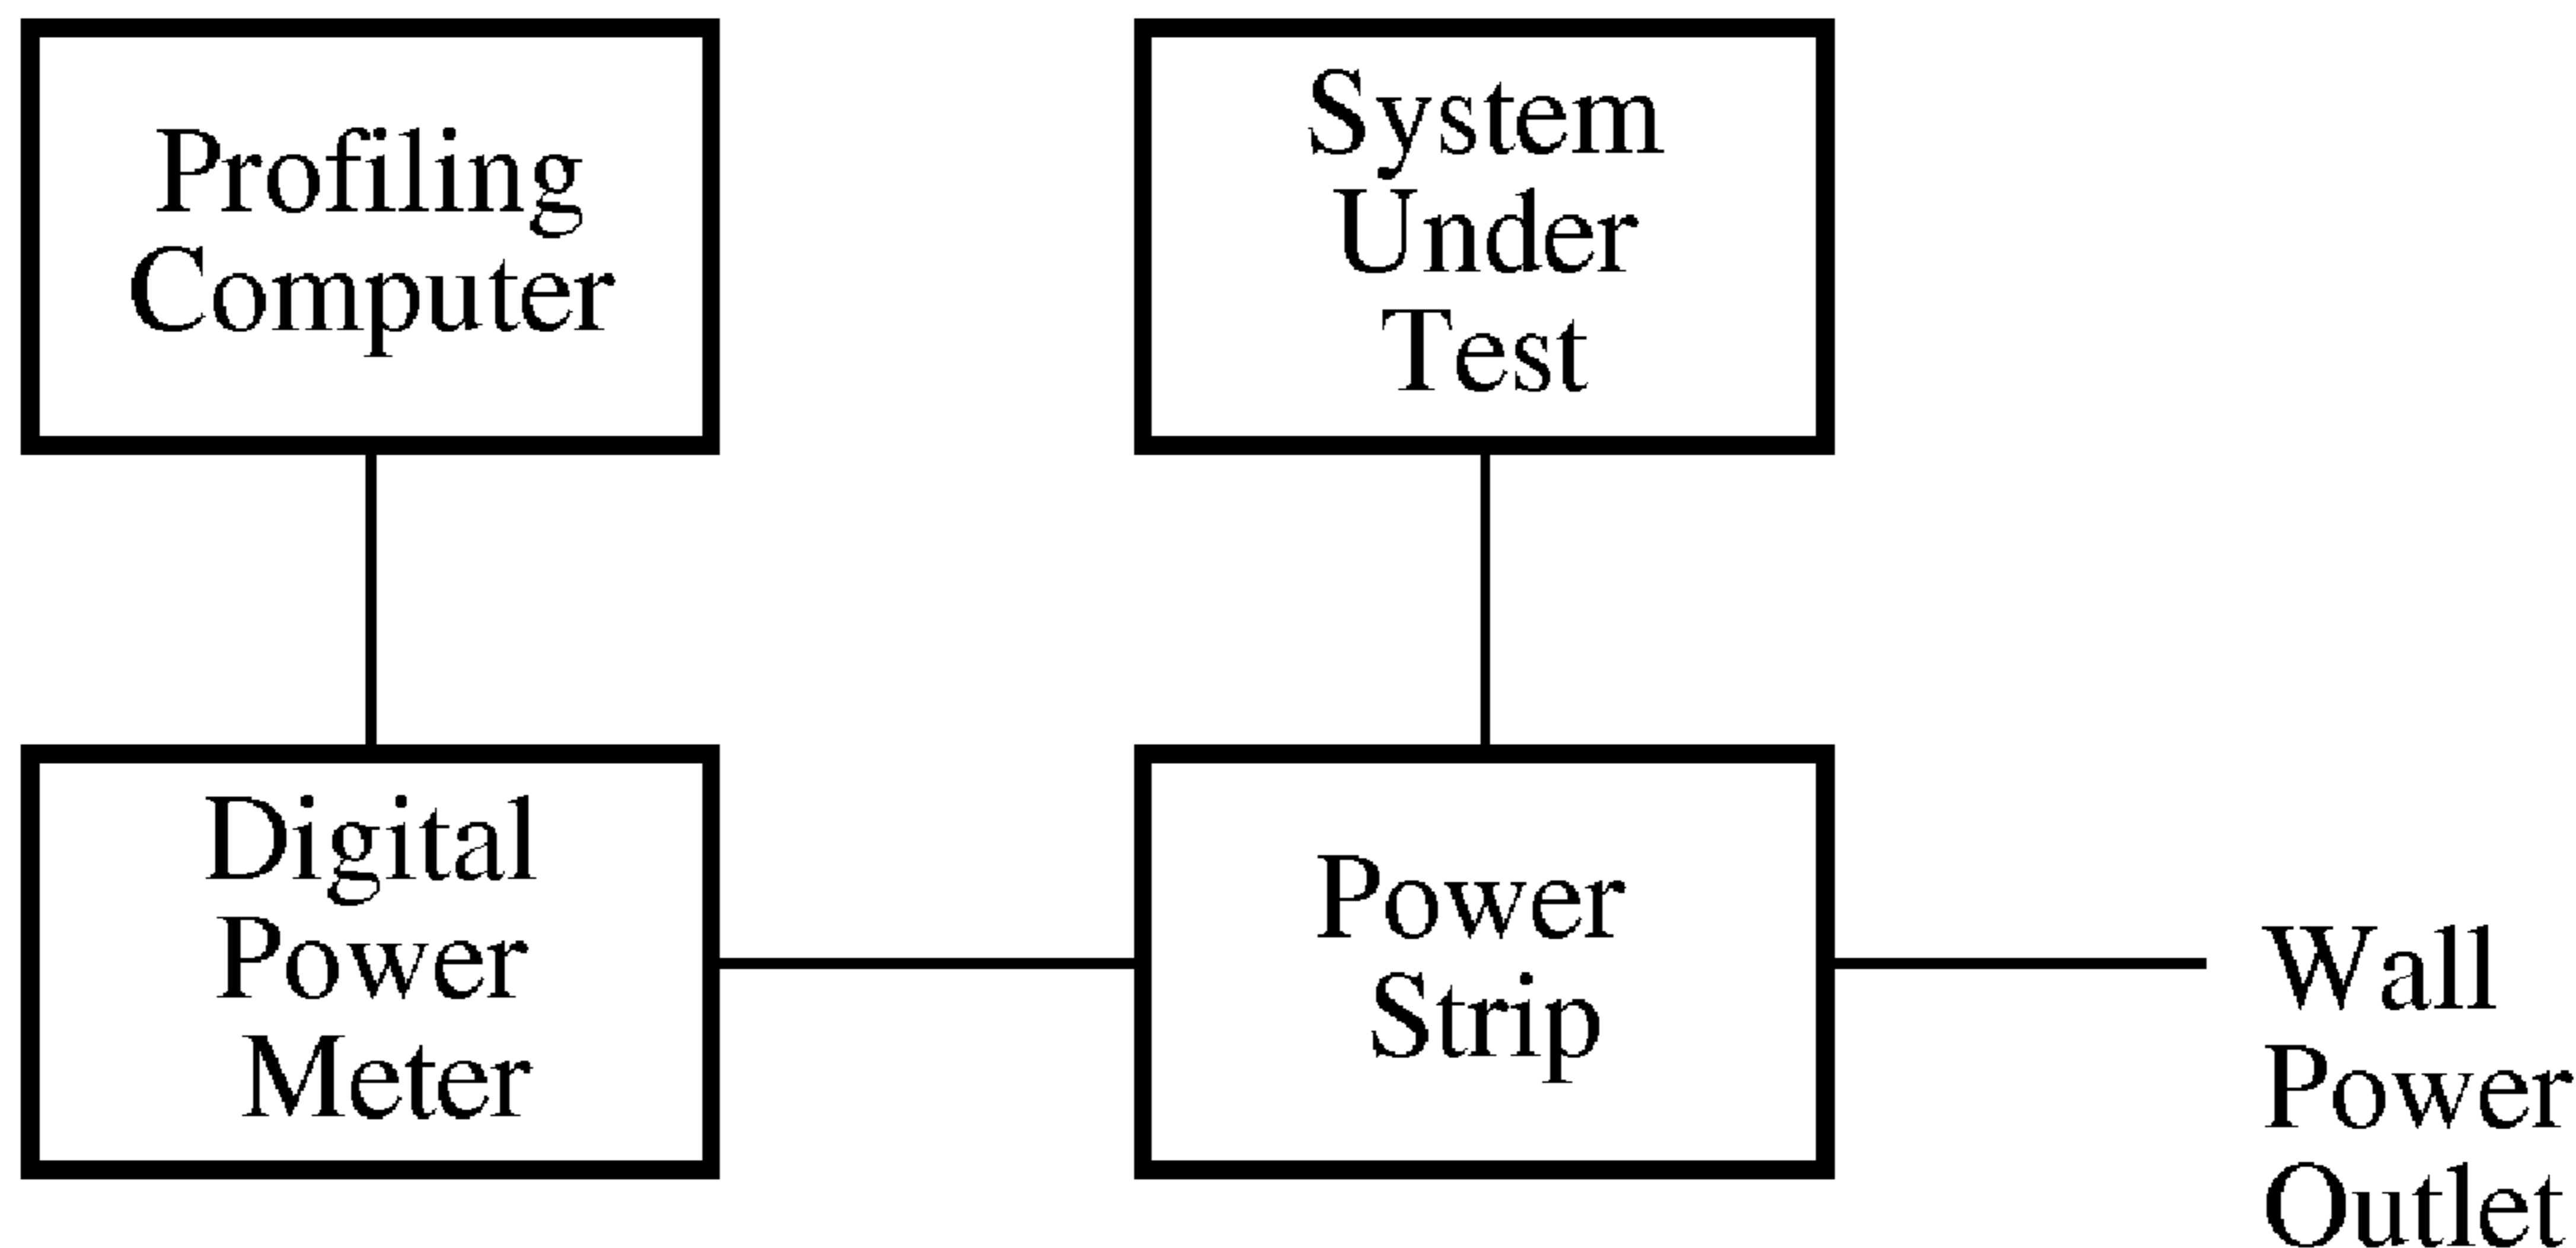 Profiling
Computer
System
Under
Test
Digital
Power
Meter
Power
Strip
Wall
Power
Outlet